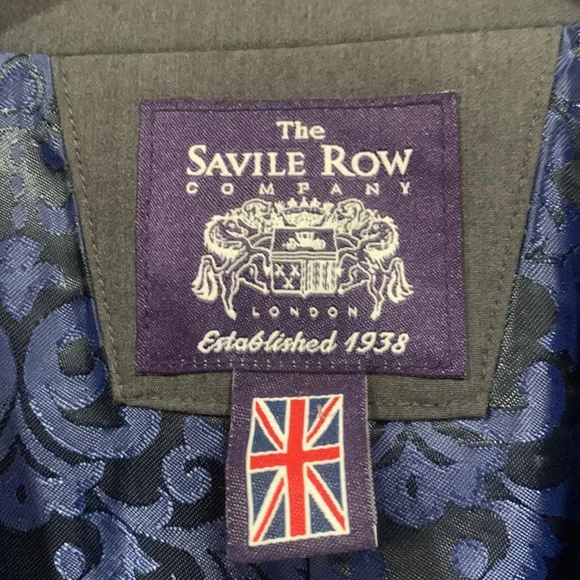 The
SAVILE ROW
COMPANY
LONDON
Established 1938